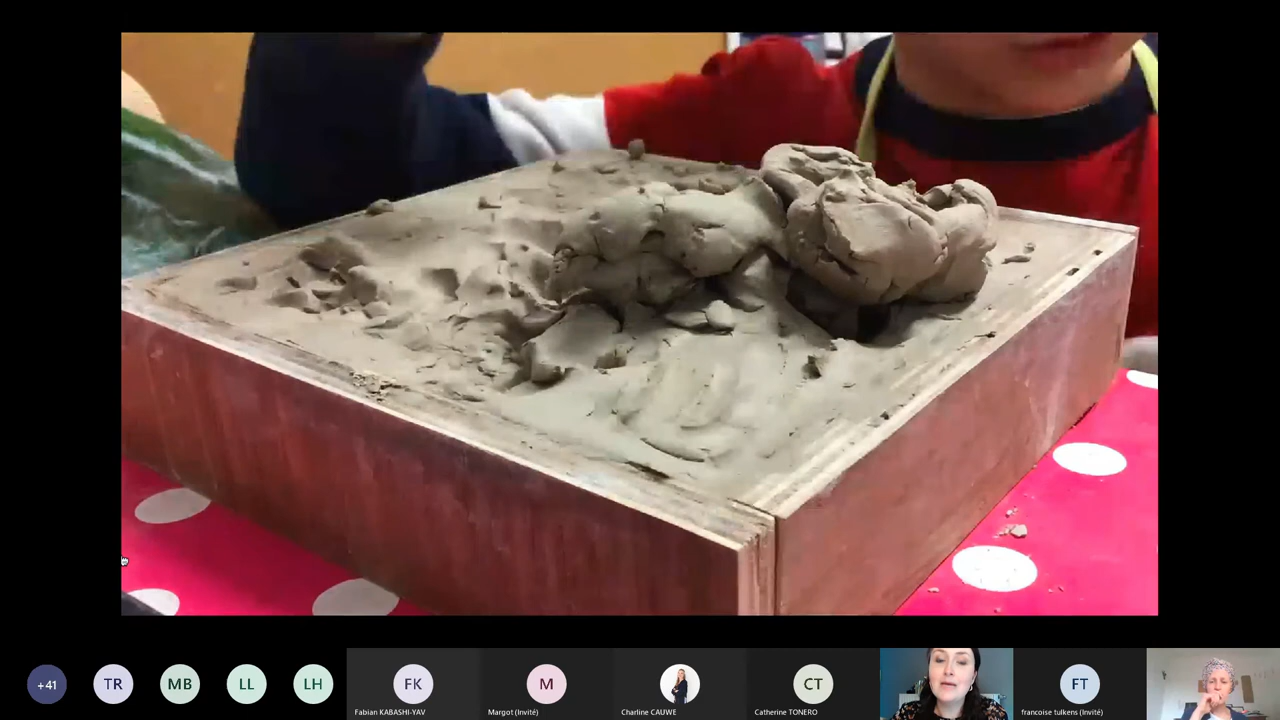 +41
TR
MB
LL
LH
FK
Fabian KABASHI-YAV
M
Margot (Invité)
Charline CAUWE
CT
Catherine TONERO
FT
francoise tulkens (Invité)